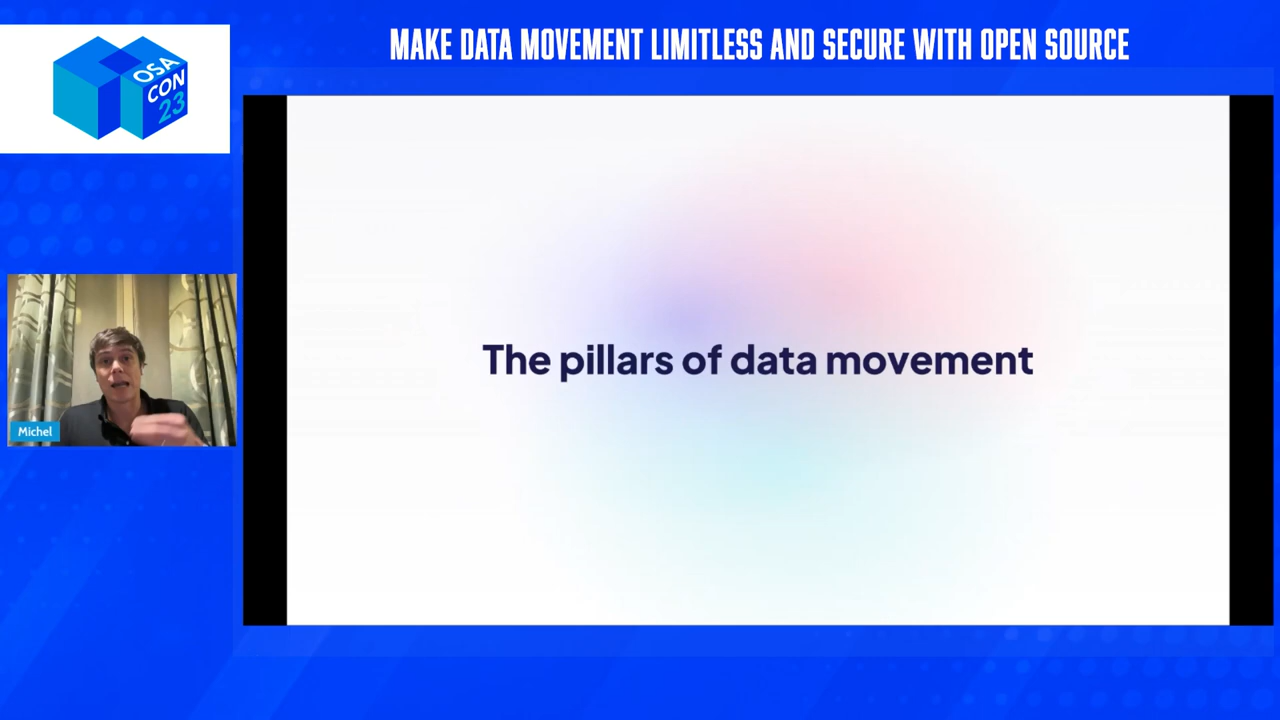 MAKE DATA MOVEMENT LIMITLESS AND SECURE WITH OPEN SOURCE
OSA
CON
23
The pillars of data movement
Michel